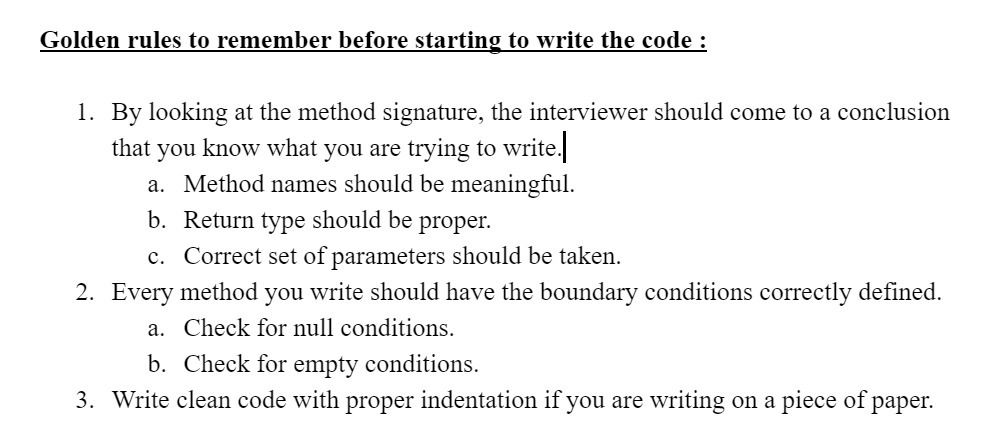 Golden rules to remember before starting to write the code :
1. By looking at the method signature, the interviewer should come to a conclusion
that you know what you are trying to write.
a. Method names should be meaningful.
b. Return type should be proper.
c. Correct set of parameters should be taken.
2. Every method you write should have the boundary conditions correctly defined.
a. Check for null conditions.
b. Check for empty conditions.
3. Write clean code with proper indentation if you are writing on a piece of paper.